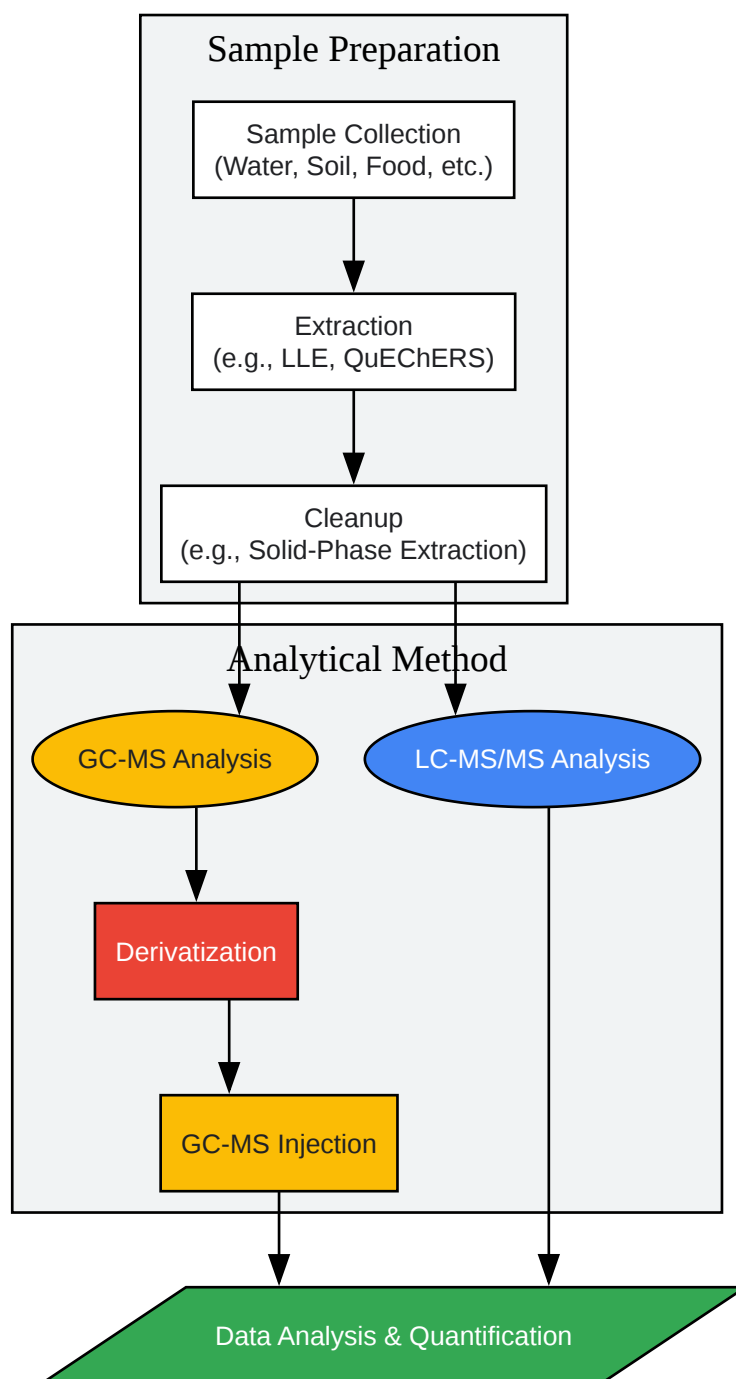 Sample Preparation
Sample Collection
(Water, Soil, Food, etc.)
Extraction
(e.g., LLE, QuEChERS)
Cleanup
(e.g., Solid-Phase Extraction)
Analytical Method
GC-MS Analysis
LC-MS/MS Analysis
Derivatization
GC-MS Injection
Data Analysis & Quantification